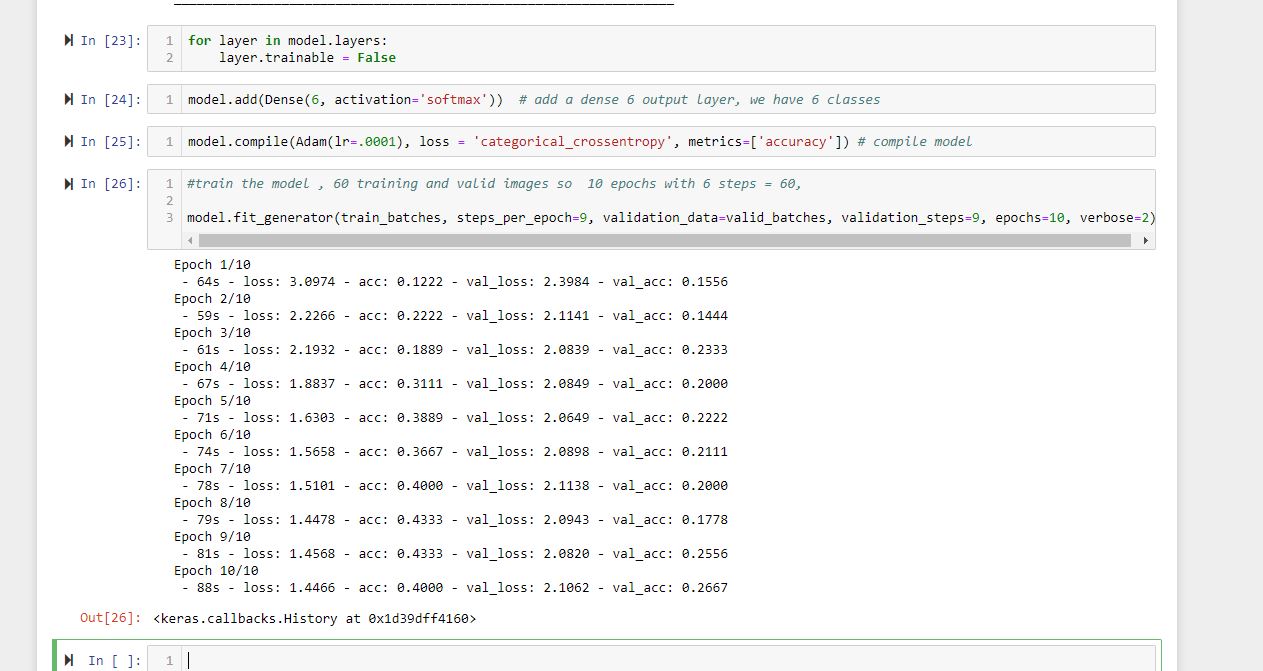 In [23]:
1 for layer in model.layers:
2     layer.trainable = False
In [24]:
1 model.add(Dense(6, activation='softmax'))  # add a dense 6 output layer, we have 6 classes
In [25]:
1 model.compile(Adam(lr=.0001), loss = 'categorical_crossentropy', metrics=['accuracy']) # compile model
In [26]:
1 #train the model , 60 training and valid images so  10 epochs with 6 steps = 60,
2
3 model.fit_generator(train_batches, steps_per_epoch=9, validation_data=valid_batches, validation_steps=9, epochs=10, verbose=2)
Epoch 1/10
 - 64s - loss: 3.0974 - acc: 0.1222 - val_loss: 2.3984 - val_acc: 0.1556
Epoch 2/10
 - 59s - loss: 2.2266 - acc: 0.2222 - val_loss: 2.1141 - val_acc: 0.1444
Epoch 3/10
 - 61s - loss: 2.1932 - acc: 0.1889 - val_loss: 2.0839 - val_acc: 0.2333
Epoch 4/10
 - 67s - loss: 1.8837 - acc: 0.3111 - val_loss: 2.0849 - val_acc: 0.2000
Epoch 5/10
 - 71s - loss: 1.6303 - acc: 0.3889 - val_loss: 2.0649 - val_acc: 0.2222
Epoch 6/10
 - 74s - loss: 1.5658 - acc: 0.3667 - val_loss: 2.0898 - val_acc: 0.2111
Epoch 7/10
 - 78s - loss: 1.5101 - acc: 0.4000 - val_loss: 2.1138 - val_acc: 0.2000
Epoch 8/10
 - 79s - loss: 1.4478 - acc: 0.4333 - val_loss: 2.0943 - val_acc: 0.1778
Epoch 9/10
 - 81s - loss: 1.4568 - acc: 0.4333 - val_loss: 2.0820 - val_acc: 0.2556
Epoch 10/10
 - 88s - loss: 1.4466 - acc: 0.4000 - val_loss: 2.1062 - val_acc: 0.2667
Out[26]: <keras.callbacks.History at 0x1d39dff4160>
In [ ]:
1